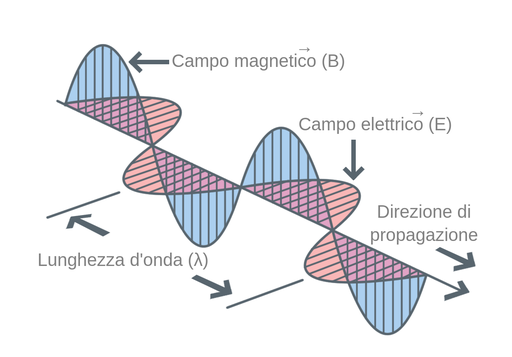 Campo magnetico (B)
Campo elettrico (E)
Direzione di
propagazione
Lunghezza d'onda (λ)